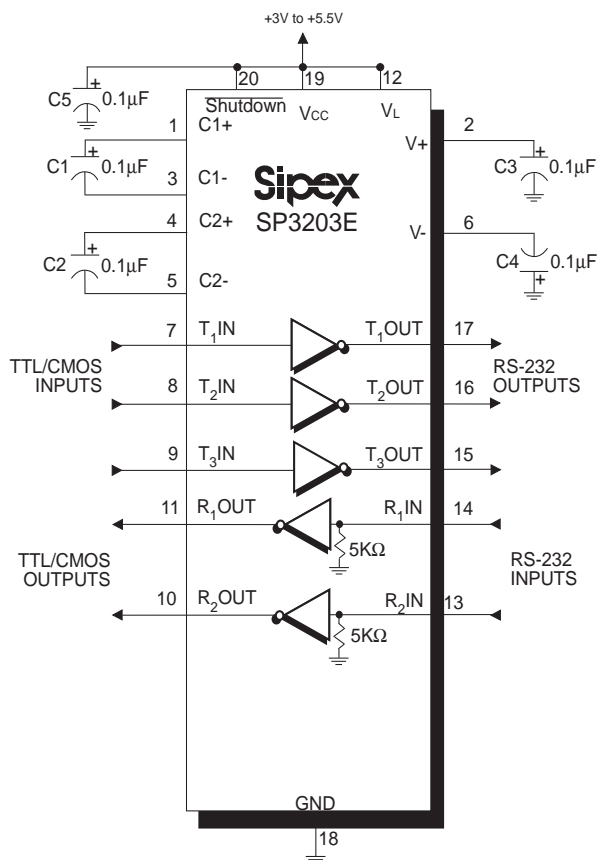 +3V to +5.5V
20 19 12
C5 + 0.1µF
Shutdown VCC VL
1 C1+ V+ 2
C1 + 0.1µF
+ C3 0.1µF
3 C1-
Sipex
SP3203E
4 C2+ V- 6
C2 + 0.1µF
C4 0.1µF +
5 C2-
7 T1IN T1OUT 17
TTL/CMOS
INPUTS
RS-232
OUTPUTS
8 T2IN T2OUT 16
9 T3IN T3OUT 15
11 R1OUT R1IN 14
5KΩ
TTL/CMOS
OUTPUTS
RS-232
INPUTS
10 R2OUT R2IN 13
5KΩ
GND
18